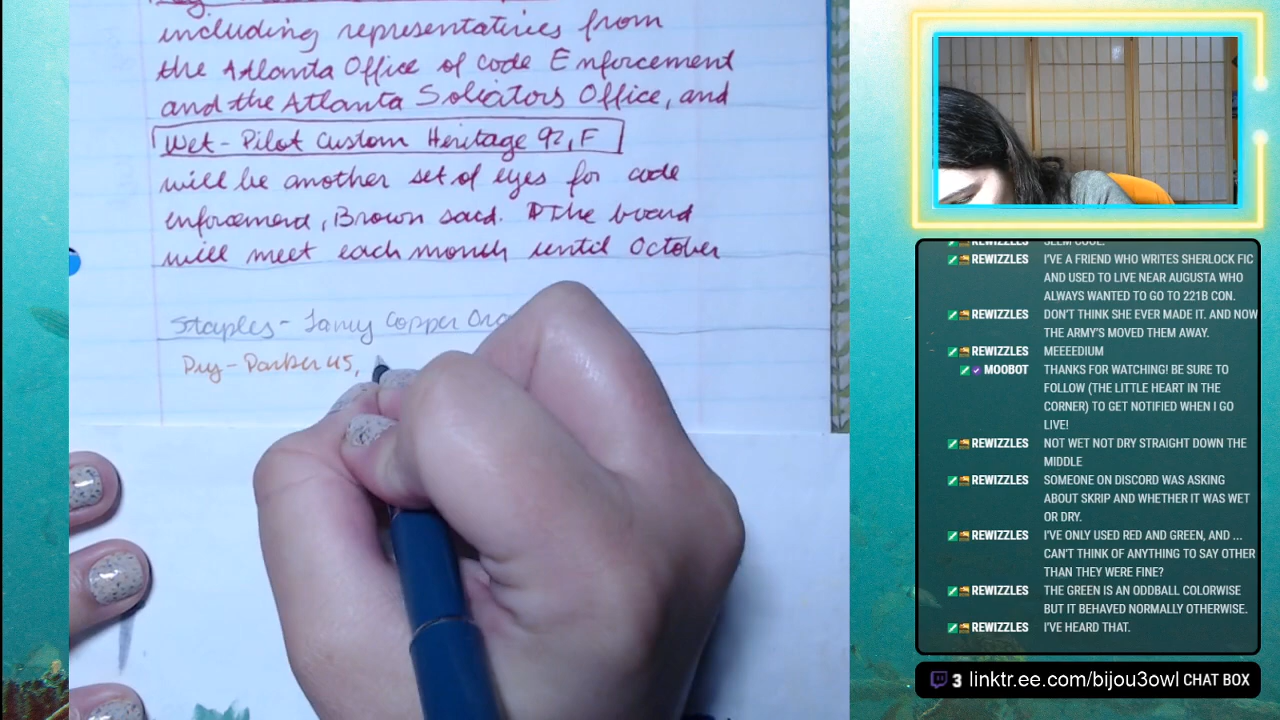 including representatives from
the Atlanta Office of Code Enforcement
and the Atlanta Soliciators Office, and
Wet - Pilot Custom Heritage 92, F
will be another set of eyes for code
enforcement, Brown said. The board
will meet each month until October
Staples - Lamy Copper
Dry - Parker 45,
REWIZZLES SEEM COOL.
REWIZZLES I'VE A FRIEND WHO WRITES SHERLOCK FIC
AND USED TO LIVE NEAR AUGUSTA WHO
ALWAYS WANTED TO GO TO 221B CON.
REWIZZLES DON'T THINK SHE EVER MADE IT. AND NOW
THE ARMY'S MOVED THEM AWAY.
REWIZZLES MEEEEDIUM
MOOBOT THANKS FOR WATCHING! BE SURE TO
FOLLOW (THE LITTLE HEART IN THE
CORNER) TO GET NOTIFIED WHEN I GO
LIVE!
REWIZZLES NOT WET NOT DRY STRAIGHT DOWN THE
MIDDLE
REWIZZLES SOMEONE ON DISCORD WAS ASKING
ABOUT SKRIP AND WHETHER IT WAS WET
OR DRY.
REWIZZLES I'VE ONLY USED RED AND GREEN, AND ...
CAN'T THINK OF ANYTHING TO SAY OTHER
THAN THEY WERE FINE?
REWIZZLES THE GREEN IS AN ODDBALL COLORWISE
BUT IT BEHAVED NORMALLY OTHERWISE.
REWIZZLES I'VE HEARD THAT.
3 linktr.ee.com/bijou3owl CHAT BOX